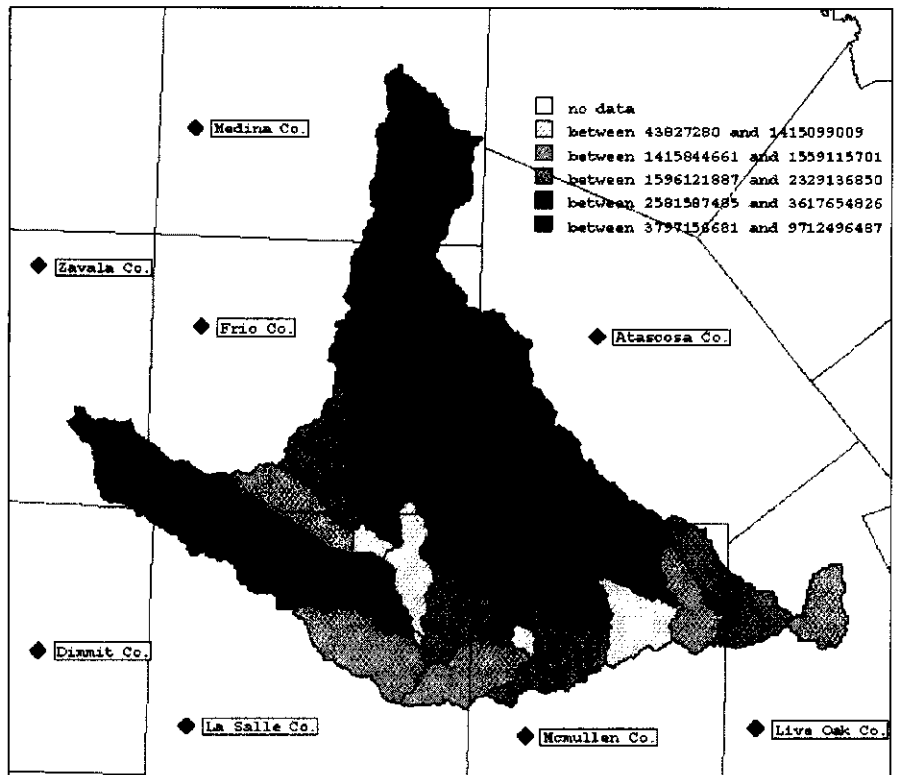 Medina Co.
no data
between 43827280 and 1415099009
between 1415844661 and 1559115701
between 1596121887 and 2329136850
between 2581587485 and 3617654826
between 3797156681 and 9712496487
Zavala Co.
Frio Co.
Atascosa Co.
Dimmit Co.
La Salle Co.
Mcmullen Co.
Live Oak Co.